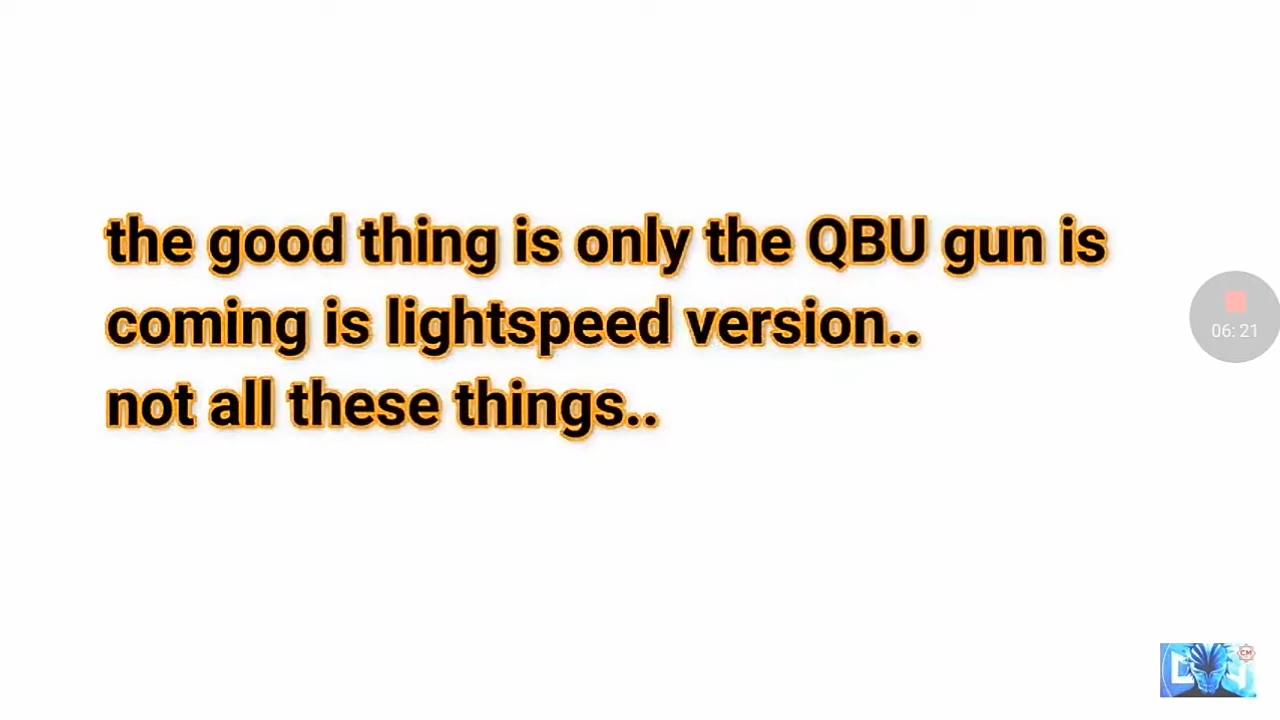 the good thing is only the QBU gun is
coming is lightspeed version..
not all these things..
06: 21
CM